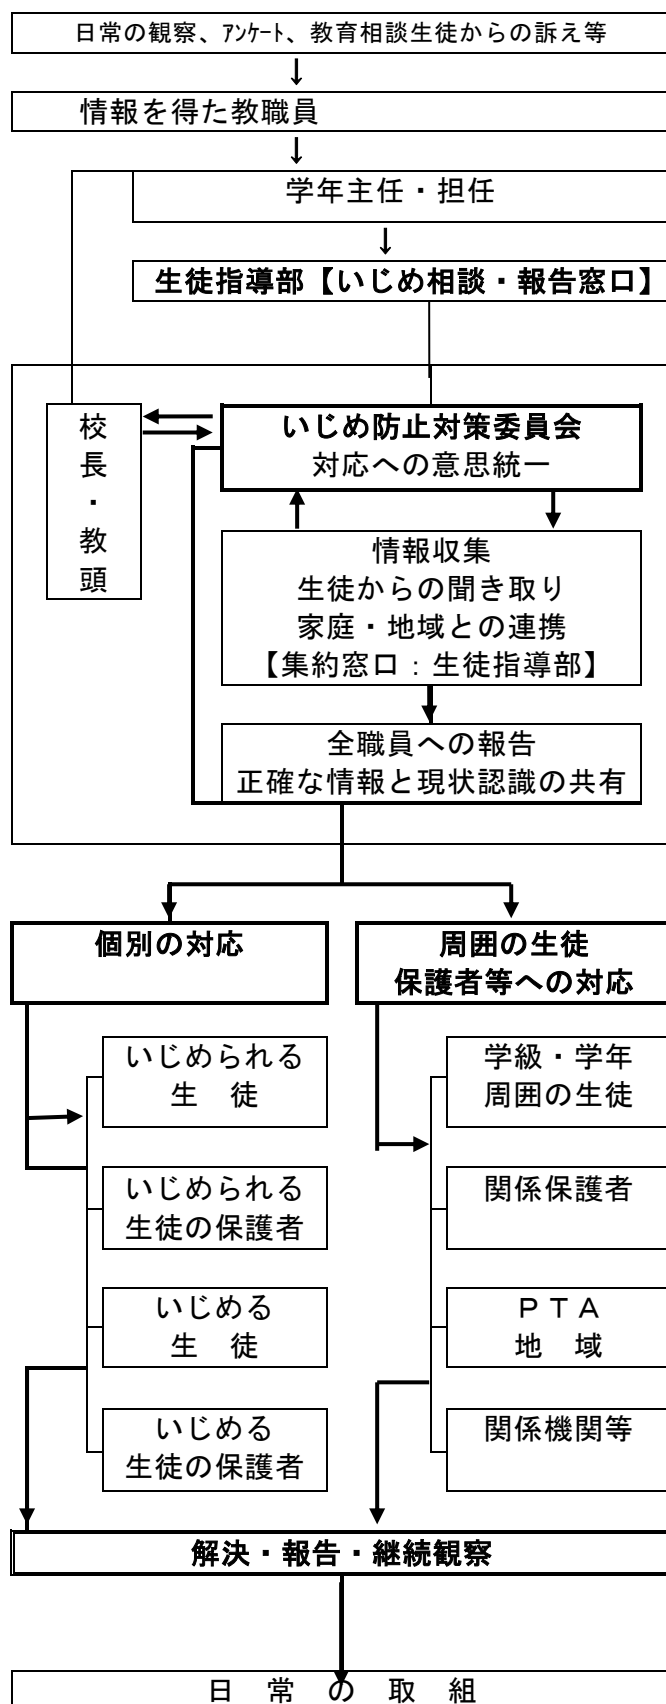 日常の観察、ｱﾝｹｰﾄ、教育相談生徒からの訴え等
情報を得た教職員
学年主任・担任
生徒指導部【いじめ相談・報告窓口】
校長・教頭
いじめ防止対策委員会
対応への意思統一
情報収集
生徒からの聞き取り
家庭・地域との連携
【集約窓口：生徒指導部】
全職員への報告
正確な情報と現状認識の共有
個別の対応
周囲の生徒
保護者等への対応
いじめられる
生　徒
学級・学年
周囲の生徒
いじめられる
生徒の保護者
関係保護者
いじめる
生　徒
ＰＴＡ
地　域
いじめる
生徒の保護者
関係機関等
解決・報告・継続観察
日　常　の　取　組